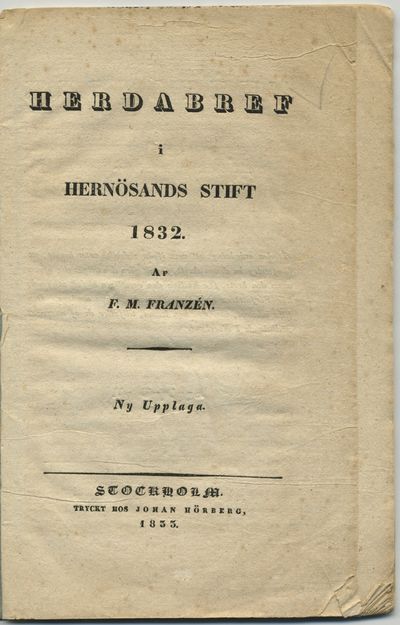 HERDABREF
i
HERNÖSANDS STIFT
1832.
AF
F. M. FRANZÉN.
Ny Upplaga.
STOCKHOLM.
TRYCKT HOS JOHAN HÖRBERG,
1833.